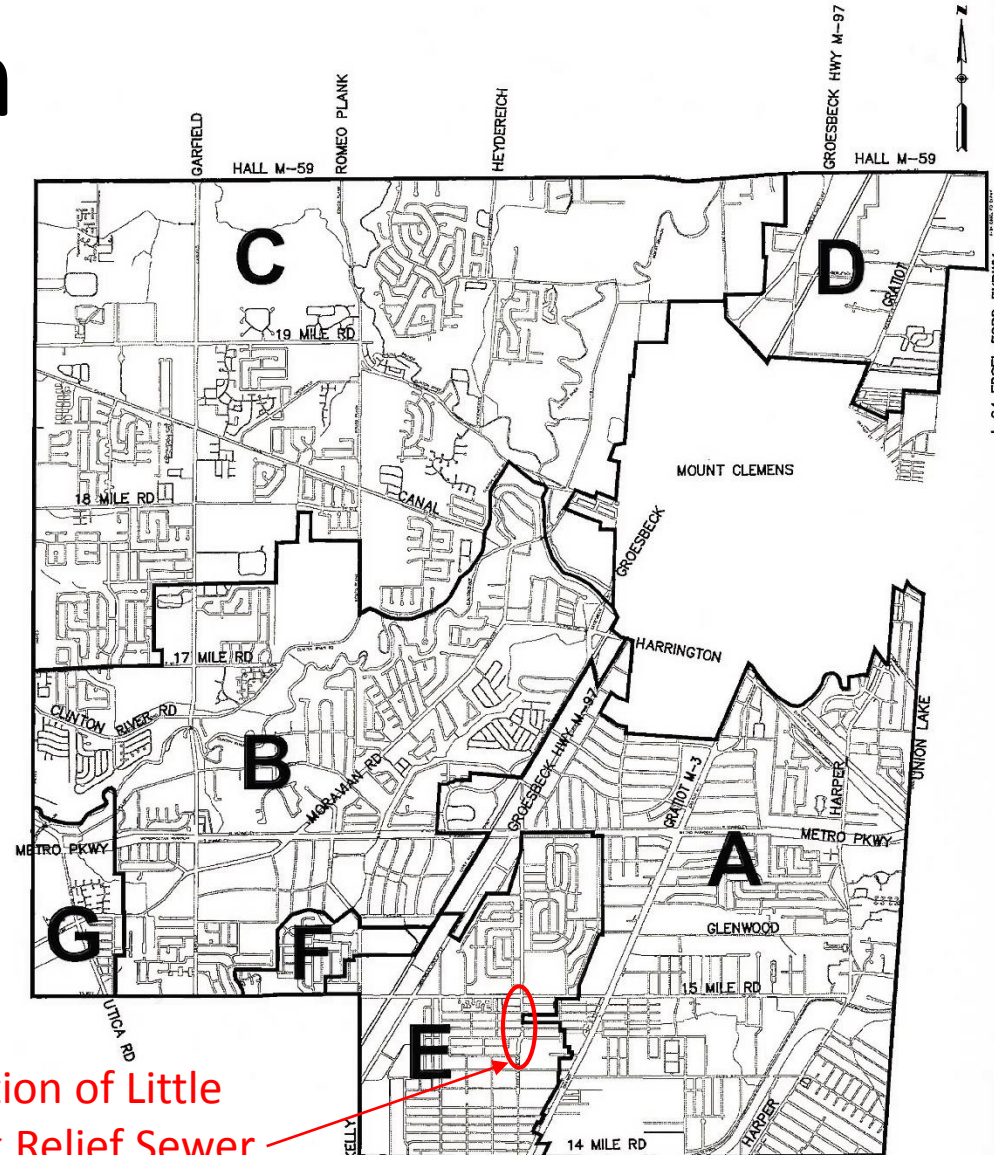 n
GROESBECK HWY M-97
N
ROMEO PLANK
HEYDEREICH
GARFIELD
HALL M-59
HALL M-59
C
D
GRATIOT
19 MILE RD
MOUNT CLEMENS
18 MILE RD
CANAL
GROESBECK
HARRINGTON
17 MILE RD
CLINTON RIVER RD
UNION LAKE
B
MORAVIAN RD
GROESBECK HWY M-97
GRATIOT M-3
HARPER
METRO PKWY
METRO PKWY
A
G
F
GLENWOOD
15 MILE RD
UTICA RD
E
tion of Little
Relief Sewer
KELLY
14 MILE RD
HARPER